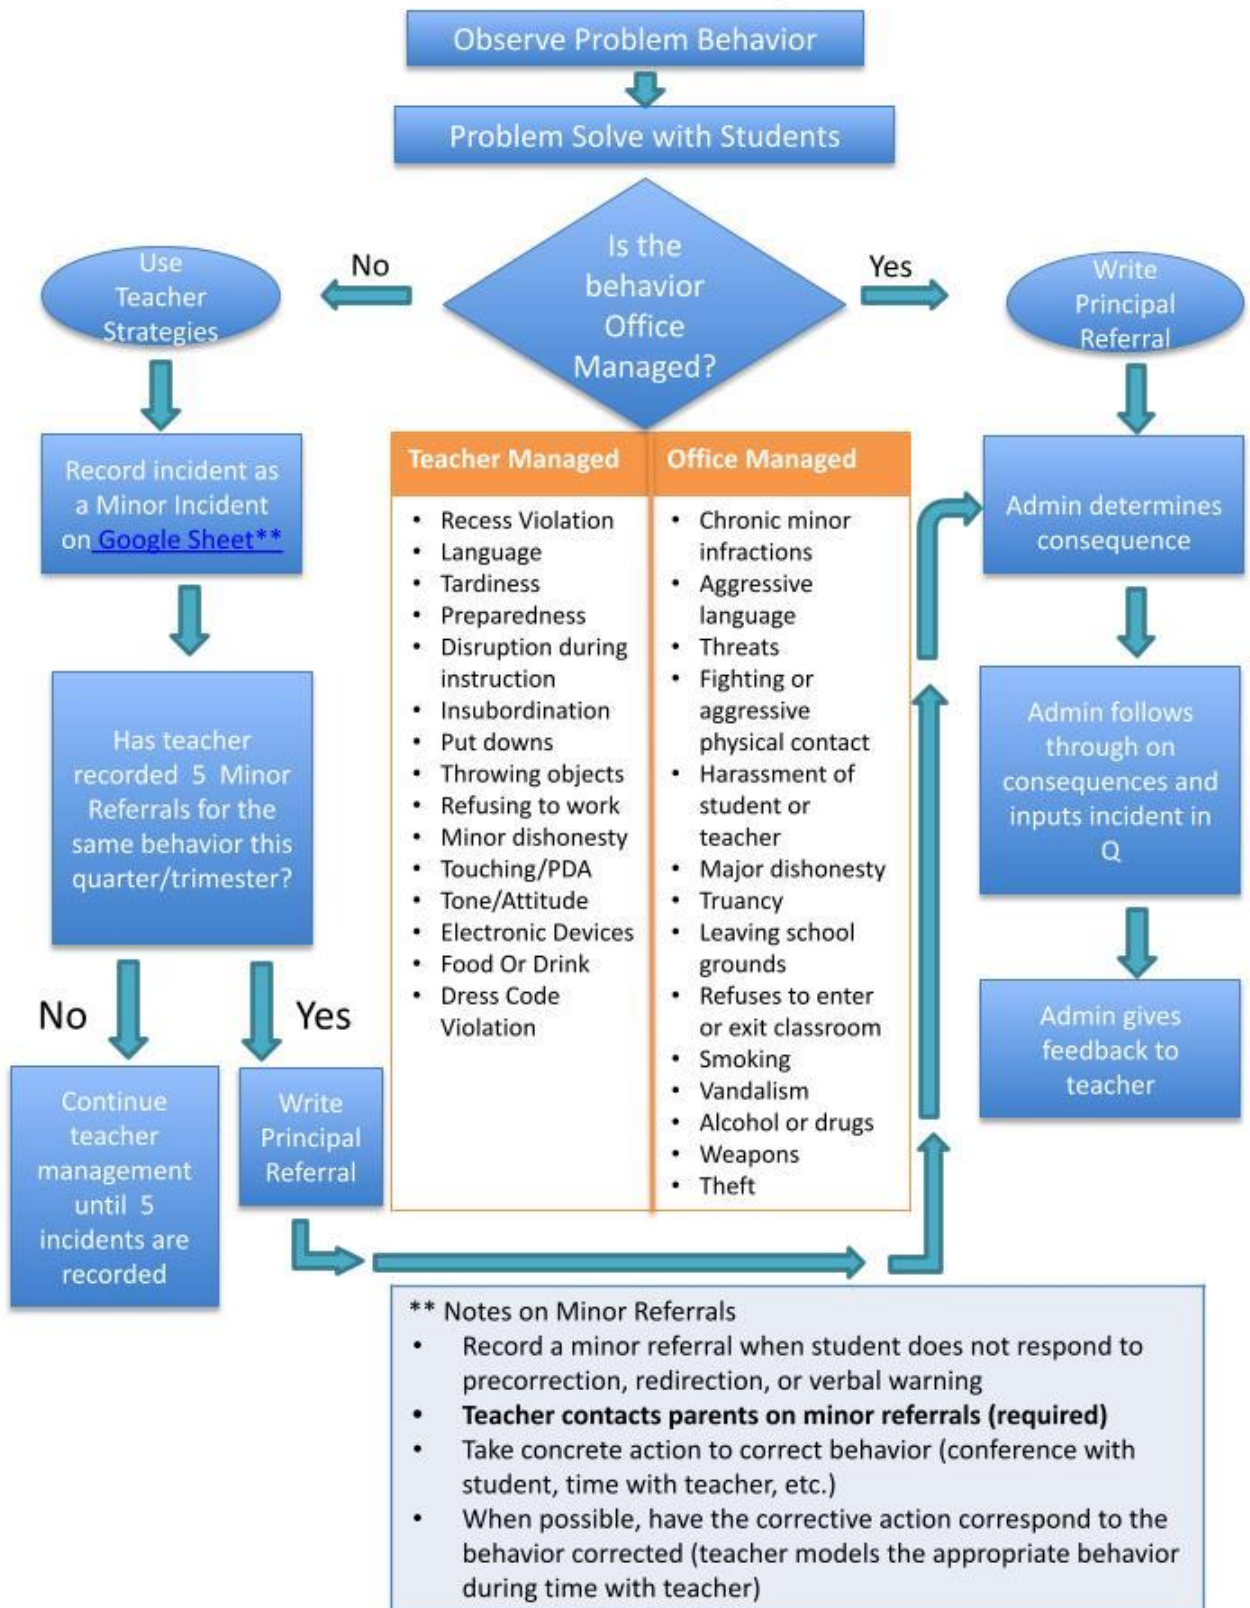 Observe Problem Behavior
Problem Solve with Students
Is the
behavior
Office
Managed?
No
Yes
Use
Teacher
Strategies
Write
Principal
Referral
Record incident as
a Minor Incident
on Google Sheet**
Has teacher
recorded 5 Minor
Referrals for the
same behavior this
quarter/trimester?
No
Yes
Continue
teacher
management
until 5
incidents are
recorded
Write
Principal
Referral
Teacher Managed
• Recess Violation
• Language
• Tardiness
• Preparedness
• Disruption during
instruction
• Insubordination
• Put downs
• Throwing objects
• Refusing to work
• Minor dishonesty
• Touching/PDA
• Tone/Attitude
• Electronic Devices
• Food Or Drink
• Dress Code
Violation
Office Managed
• Chronic minor
infractions
• Aggressive
language
• Threats
• Fighting or
aggressive
physical contact
• Harassment of
student or
teacher
• Major dishonesty
• Truancy
• Leaving school
grounds
• Refuses to enter
or exit classroom
• Smoking
• Vandalism
• Alcohol or drugs
• Weapons
• Theft
Admin determines
consequence
Admin follows
through on
consequences and
inputs incident in
Q
Admin gives
feedback to
teacher
** Notes on Minor Referrals
• Record a minor referral when student does not respond to
precorrection, redirection, or verbal warning
• Teacher contacts parents on minor referrals (required)
• Take concrete action to correct behavior (conference with
student, time with teacher, etc.)
• When possible, have the corrective action correspond to the
behavior corrected (teacher models the appropriate behavior
during time with teacher)